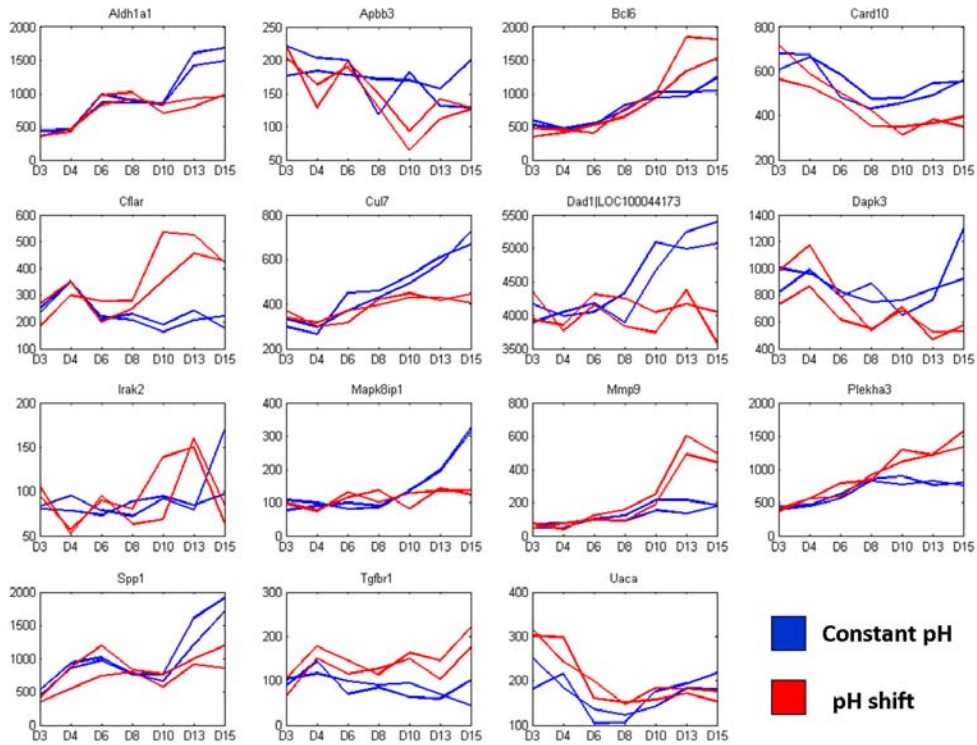 Aldh1a1
2000
1500
1000
500
0
D3 D4 D6 D8 D10 D13 D15
Apbb3
250
200
150
100
50
D3 D4 D6 D8 D10 D13 D15
Bcl6
2000
1500
1000
500
0
D3 D4 D6 D8 D10 D13 D15
Card10
800
600
400
200
D3 D4 D6 D8 D10 D13 D15
Cflar
600
500
400
300
200
100
D3 D4 D6 D8 D10 D13 D15
Cul7
800
600
400
200
D3 D4 D6 D8 D10 D13 D15
Dad1|LOC100044173
5500
5000
4500
4000
3500
D3 D4 D6 D8 D10 D13 D15
Dapk3
1400
1200
1000
800
600
400
D3 D4 D6 D8 D10 D13 D15
Irak2
200
150
100
50
D3 D4 D6 D8 D10 D13 D15
Mapk8ip1
400
300
200
100
0
D3 D4 D6 D8 D10 D13 D15
Mmp9
800
600
400
200
0
D3 D4 D6 D8 D10 D13 D15
Plekha3
2000
1500
1000
500
0
D3 D4 D6 D8 D10 D13 D15
Spp1
2000
1500
1000
500
0
D3 D4 D6 D8 D10 D13 D15
Tgfbr1
300
200
100
0
D3 D4 D6 D8 D10 D13 D15
Uaca
400
300
200
100
D3 D4 D6 D8 D10 D13 D15
Constant pH
pH shift